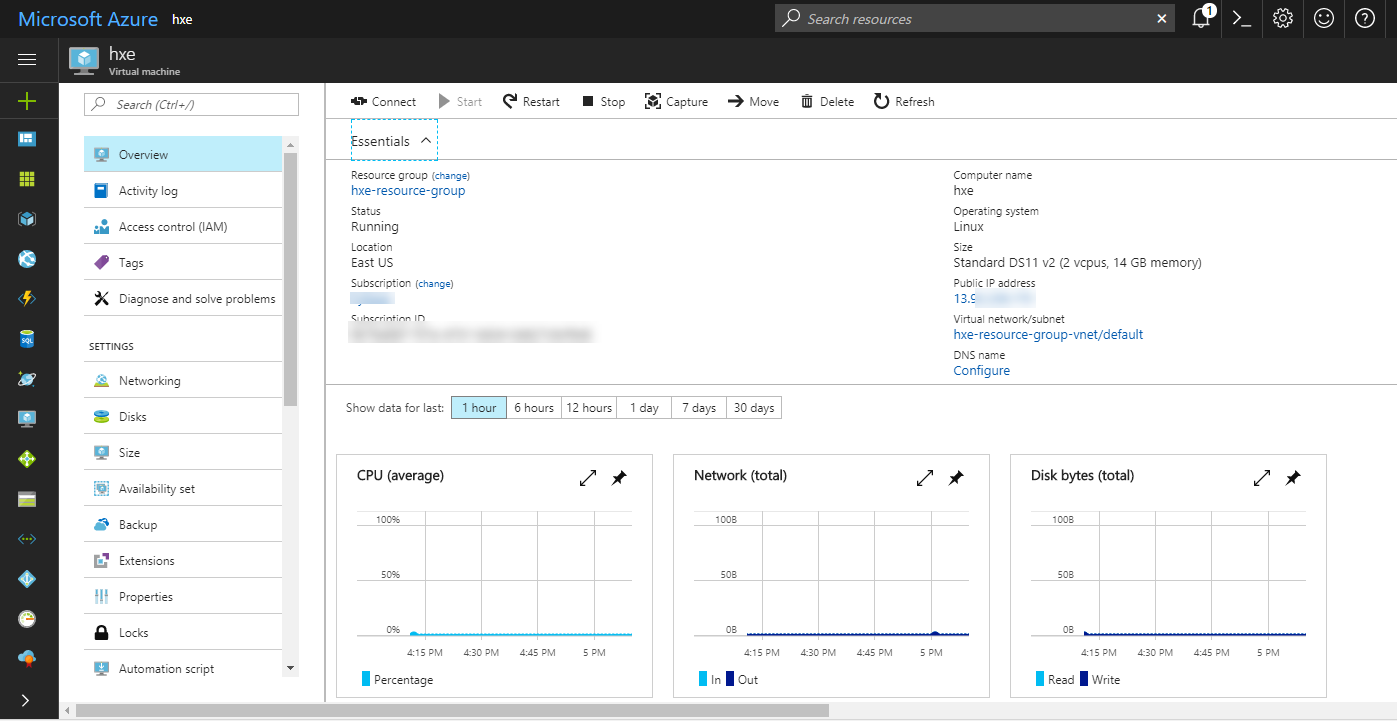 Microsoft Azure hxe
Search resources
1
hxe
Virtual machine
Search (Ctrl+/)
Overview
Activity log
Access control (IAM)
Tags
Diagnose and solve problems
SETTINGS
Networking
Disks
Size
Availability set
Backup
Extensions
Properties
Locks
Automation script
SQL
Connect Start Restart Stop Capture Move Delete Refresh
Essentials
Resource group (change)
hxe-resource-group
Status
Running
Location
East US
Subscription (change)
Subscription ID
Computer name
hxe
Operating system
Linux
Size
Standard DS11 v2 (2 vcpus, 14 GB memory)
Public IP address
Virtual network/subnet
hxe-resource-group-vnet/default
DNS name
Configure
Show data for last: 1 hour 6 hours 12 hours 1 day 7 days 30 days
CPU (average)
100%
50%
0%
4:15 PM 4:30 PM 4:45 PM 5 PM
Percentage
Network (total)
100B
50B
0B
4:15 PM 4:30 PM 4:45 PM 5 PM
In Out
Disk bytes (total)
100B
50B
0B
4:15 PM 4:30 PM 4:45 PM 5 PM
Read Write